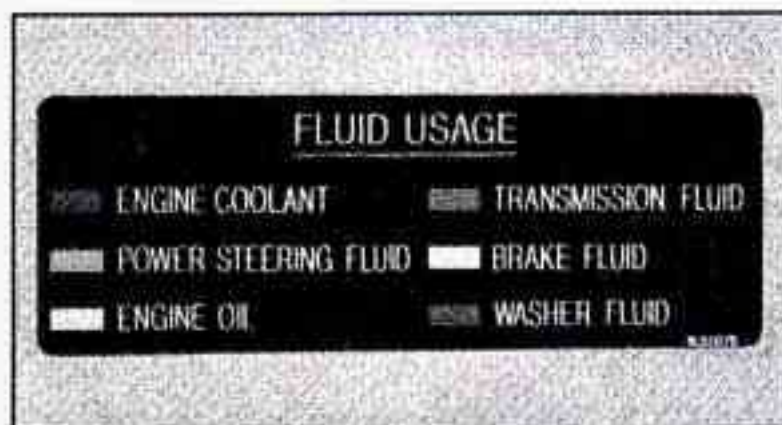 FLUID USAGE
ENGINE COOLANT
TRANSMISSION FLUID
POWER STEERING FLUID
BRAKE FLUID
ENGINE OIL
WASHER FLUID